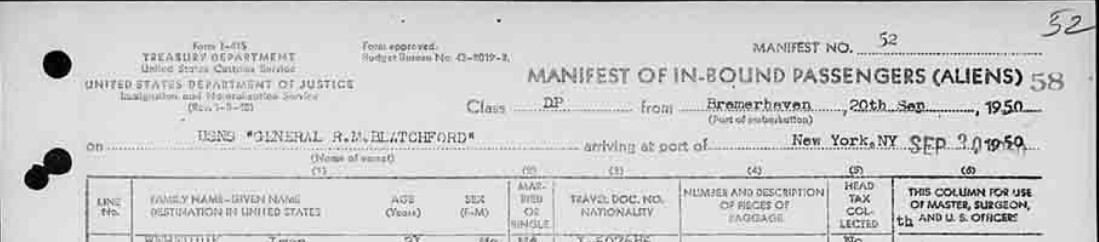 52
Form I-415
TREASURY DEPARTMENT
United States Customs Service
UNITED STATES DEPARTMENT OF JUSTICE
Immigration and Naturalization Service
Form approved.
Budget Bureau No. 43-R019-2.
MANIFEST NO. 52
MANIFEST OF IN-BOUND PASSENGERS (ALIENS) 58
Class DP from Bremerhaven, 20th Sep, 1950
(Port of embarkation)
on USNS "GENERAL R.M.BLATCHFORD" arriving at port of New York,NY SEP 30 1950
(Name of vessel)
(1) (2) (3) (4) (5) (6)
LINE No.
FAMILY NAME-GIVEN NAME
DESTINATION IN UNITED STATES
AGE
(Years)
SEX
(F-M)
MAR-
RIED
OR
SINGLE
TRAVEL DOC. NO.
NATIONALITY
NUMBER AND DESCRIPTION
OF PIECES OF
BAGGAGE
HEAD
TAX
COL-
LECTED
THIS COLUMN FOR USE
OF MASTER, SURGEON,
th AND U. S. OFFICERS